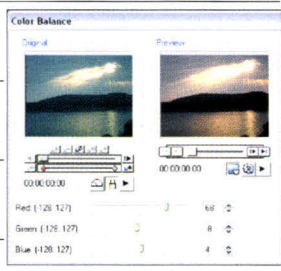 Color Balance
Original Preview
00:00:00:00 00:00:00:00
Red: (-128..127) 68
Green: (-128..127) 8
Blue: (-128..127) 4